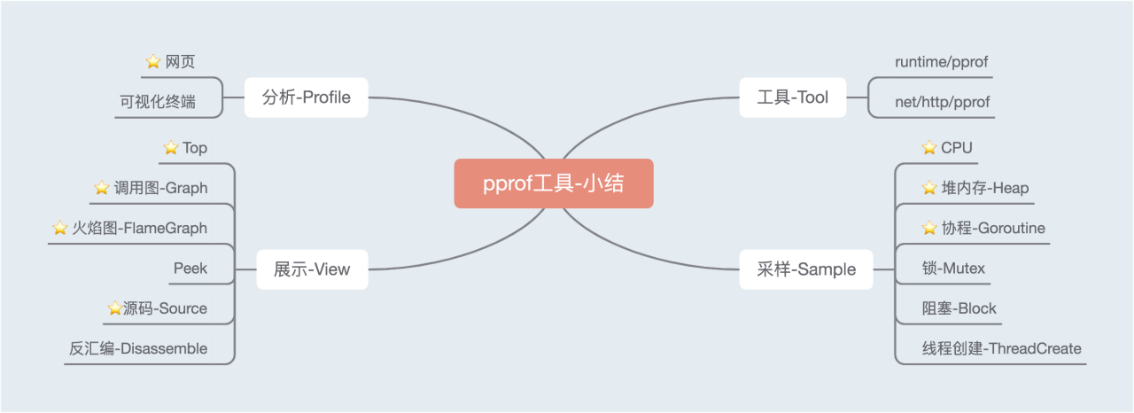 pprof工具-小结
分析-Profile
⭐ 网页
可视化终端
展示-View
⭐ Top
⭐ 调用图-Graph
⭐ 火焰图-FlameGraph
Peek
⭐源码-Source
反汇编-Disassemble
工具-Tool
runtime/pprof
net/http/pprof
采样-Sample
⭐ CPU
⭐ 堆内存-Heap
⭐ 协程-Goroutine
锁-Mutex
阻塞-Block
线程创建-ThreadCreate